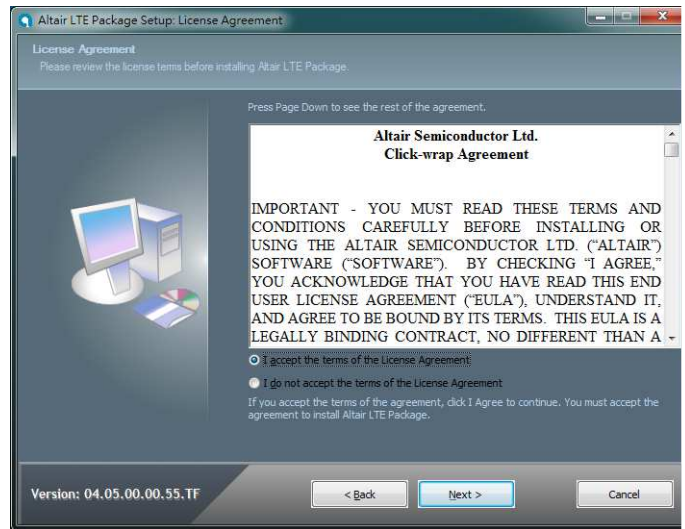 Altair LTE Package Setup: License Agreement
License Agreement
Please review the license terms before installing Altair LTE Package.
Press Page Down to see the rest of the agreement.
Altair Semiconductor Ltd.
Click-wrap Agreement
IMPORTANT - YOU MUST READ THESE TERMS AND
CONDITIONS CAREFULLY BEFORE INSTALLING OR
USING THE ALTAIR SEMICONDUCTOR LTD. (“ALTAIR”)
SOFTWARE (“SOFTWARE”). BY CHECKING “I AGREE,”
YOU ACKNOWLEDGE THAT YOU HAVE READ THIS END
USER LICENSE AGREEMENT (“EULA”), UNDERSTAND IT,
AND AGREE TO BE BOUND BY ITS TERMS. THIS EULA IS A
LEGALLY BINDING CONTRACT, NO DIFFERENT THAN A
I accept the terms of the License Agreement
I do not accept the terms of the License Agreement
If you accept the terms of the agreement, click I Agree to continue. You must accept the
agreement to install Altair LTE Package.
Version: 04.05.00.00.55.TF
< Back
Next >
Cancel